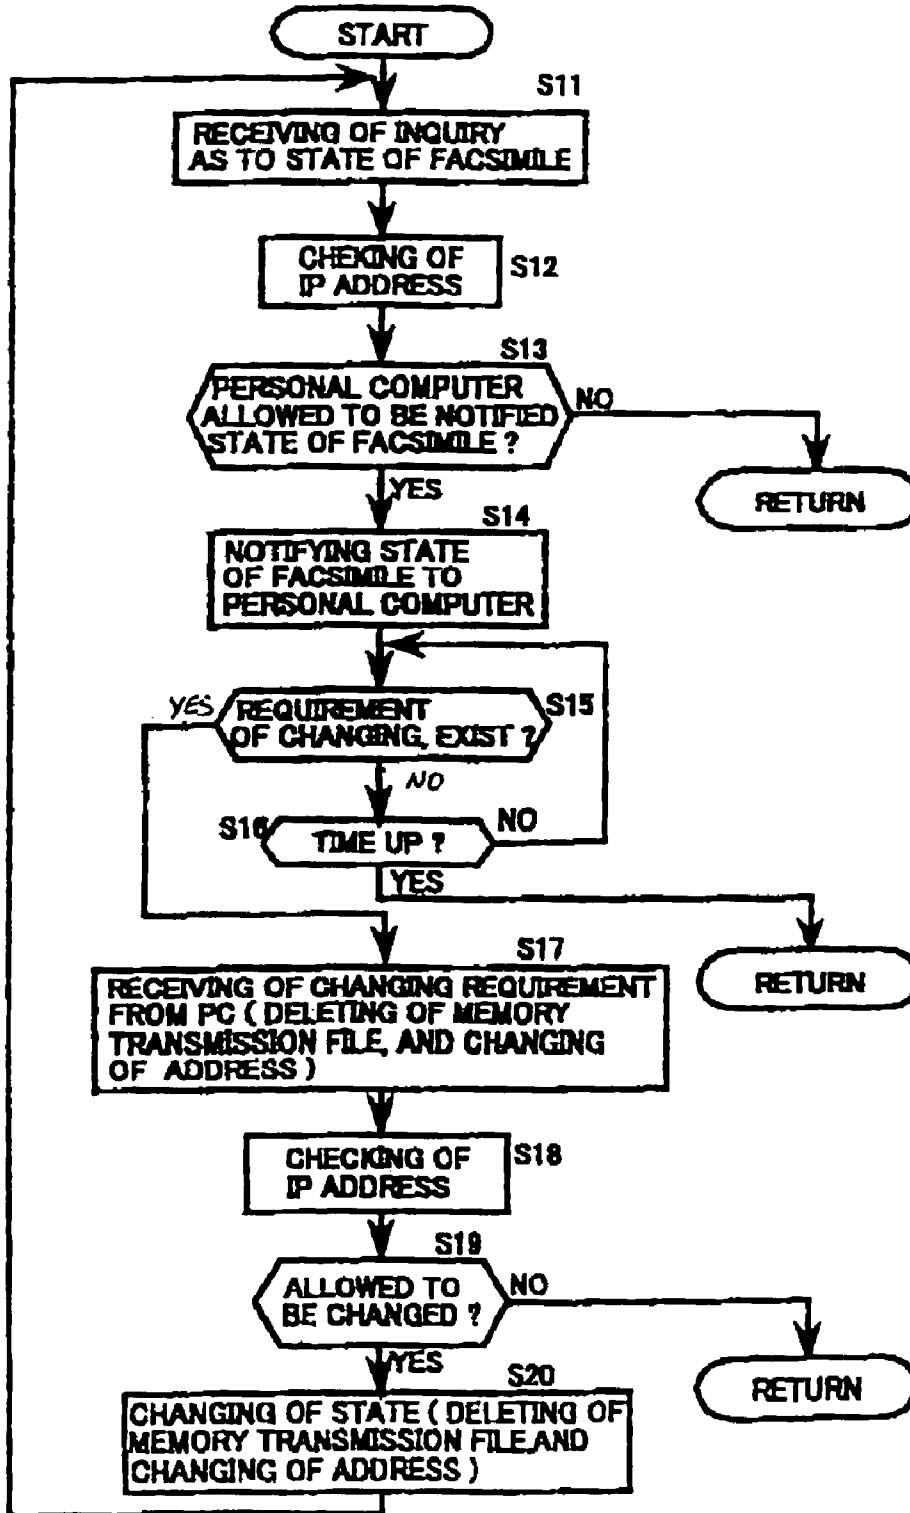 START
S11
RECEIVING OF INQUIRY
AS TO STATE OF FACSIMILE
CHEKING OF
IP ADDRESS
S12
S13
PERSONAL COMPUTER
ALLOWED TO BE NOTIFIED
STATE OF FACSIMILE ?
NO
RETURN
YES
S14
NOTIFYING STATE
OF FACSIMILE TO
PERSONAL COMPUTER
YES
REQUIREMENT
OF CHANGING, EXIST ?
S15
NO
S16
TIME UP ?
NO
YES
RETURN
S17
RECEIVING OF CHANGING REQUIREMENT
FROM PC ( DELETING OF MEMORY
TRANSMISSION FILE, AND CHANGING
OF ADDRESS )
CHECKING OF
IP ADDRESS
S18
S19
ALLOWED TO
BE CHANGED ?
NO
RETURN
YES
S20
CHANGING OF STATE ( DELETING OF
MEMORY TRANSMISSION FILE, AND
CHANGING OF ADDRESS )